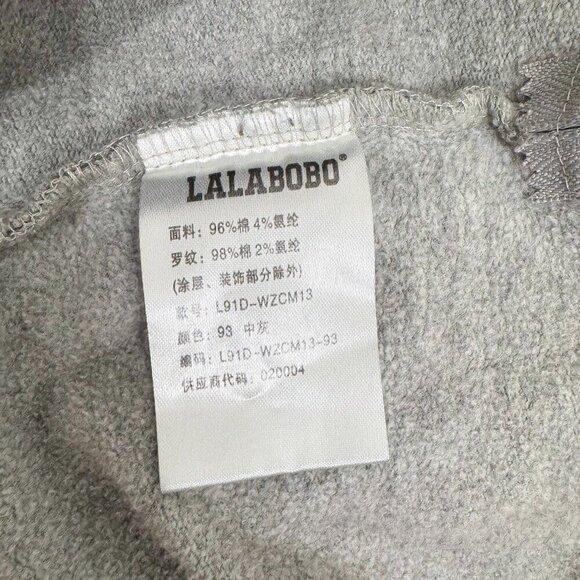 LALABOBO®
面料：96%棉 4%氨纶
罗纹：98%棉 2%氨纶
(涂层、装饰部分除外)
款号：L91D-WZCM13
颜色：93 中灰
编码：L91D-WZCM13-93
供应商代码：020004